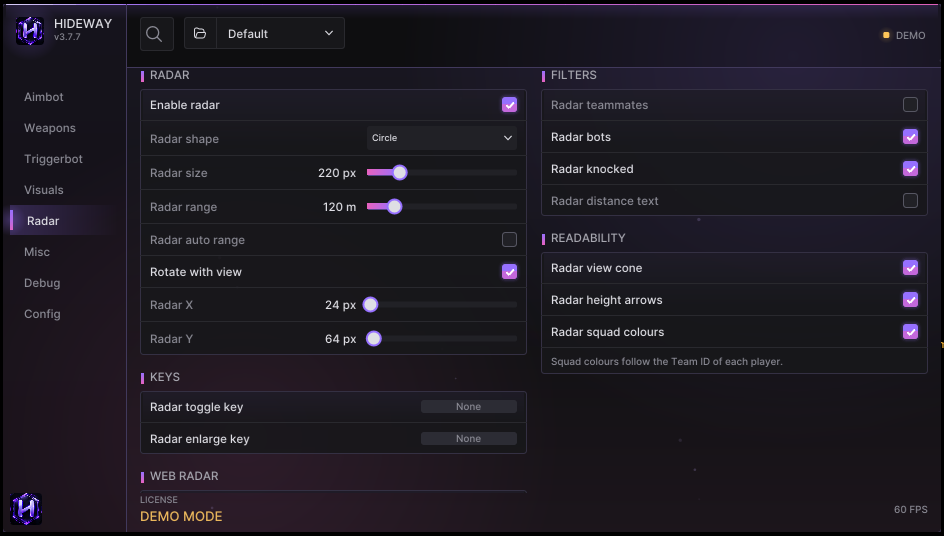 HIDEWAY
v3.7.7
Default
DEMO
Aimbot
Weapons
Triggerbot
Visuals
Radar
Misc
Debug
Config
RADAR
Enable radar
Radar shape Circle
Radar size 220 px
Radar range 120 m
Radar auto range
Rotate with view
Radar X 24 px
Radar Y 64 px
KEYS
Radar toggle key None
Radar enlarge key None
WEB RADAR
FILTERS
Radar teammates
Radar bots
Radar knocked
Radar distance text
READABILITY
Radar view cone
Radar height arrows
Radar squad colours
Squad colours follow the Team ID of each player.
LICENSE
DEMO MODE
60 FPS